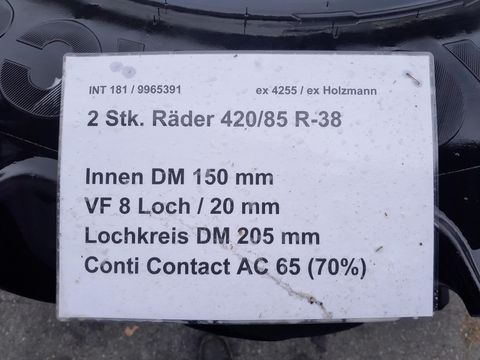 INT 181 / 9965391 ex 4255 / ex Holzmann
2 Stk. Räder 420/85 R-38
Innen DM 150 mm
VF 8 Loch / 20 mm
Lochkreis DM 205 mm
Conti Contact AC 65 (70%)